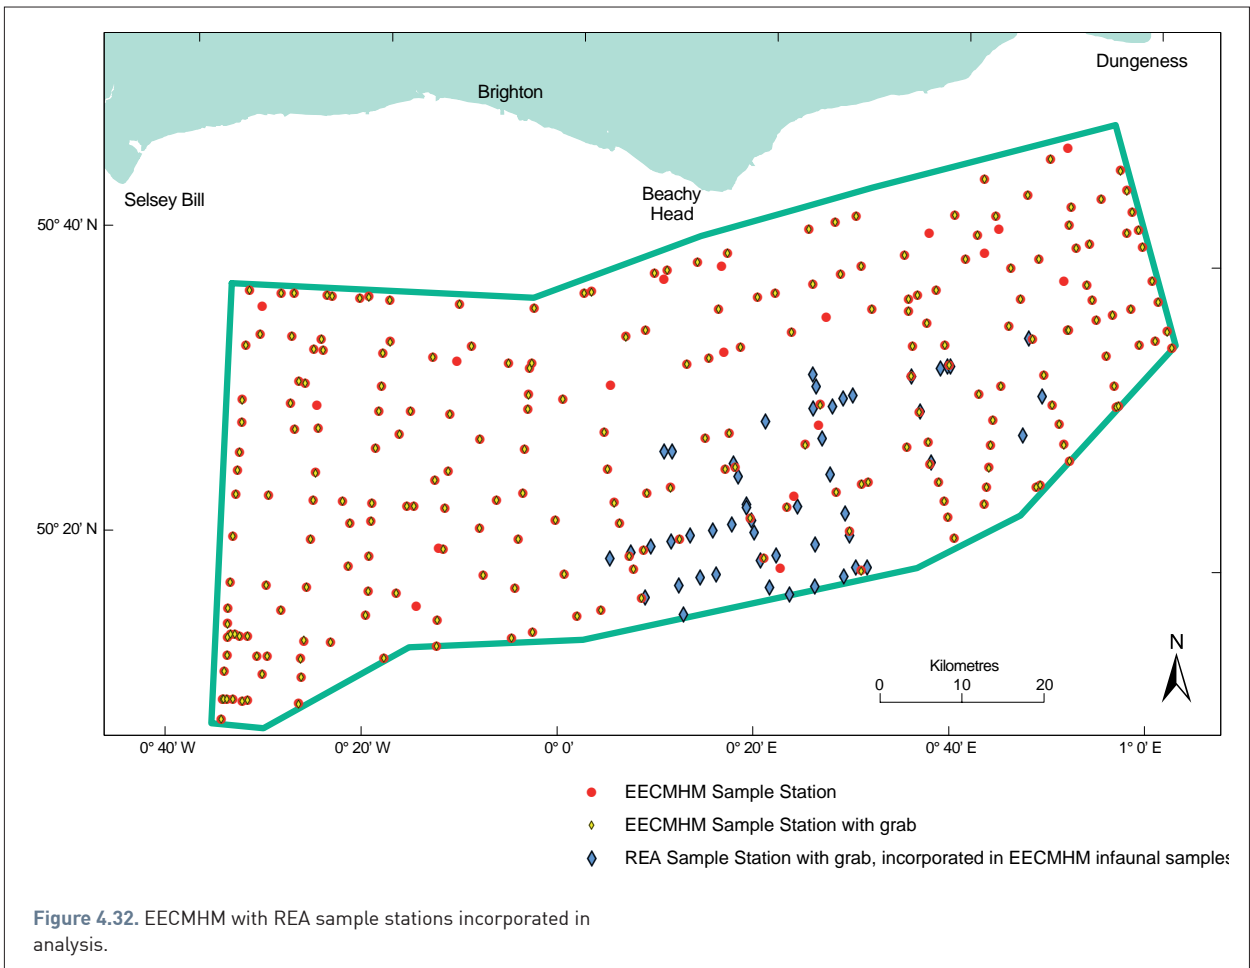 Dungeness
Brighton
Selsey Bill
Beachy
Head
50° 40' N
50° 20' N
N
Kilometres
0 10 20
0° 40' W 0° 20' W 0° 0' 0° 20' E 0° 40' E 1° 0' E
EECMHM Sample Station
EECMHM Sample Station with grab
REA Sample Station with grab, incorporated in EECMHM infaunal samples
Figure 4.32. EECMHM with REA sample stations incorporated in
analysis.